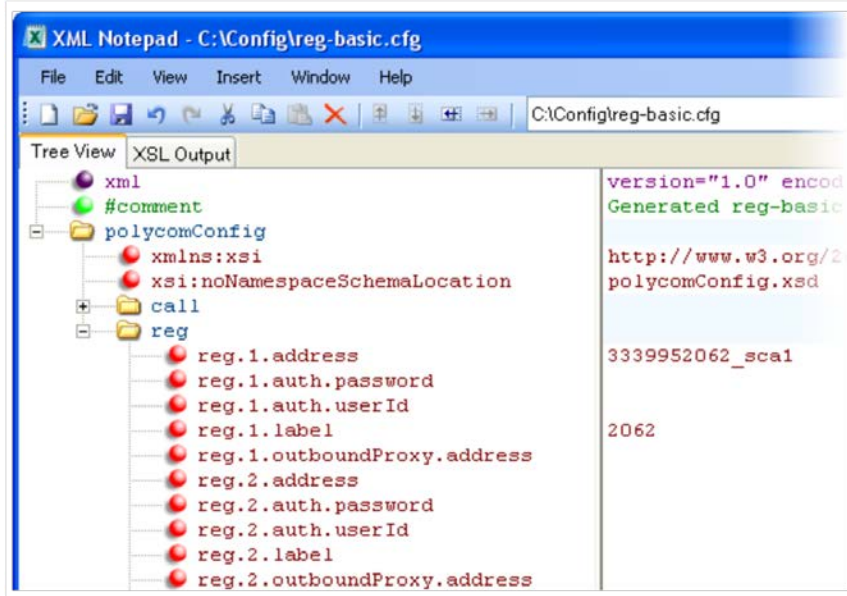 XML Notepad - C:\Config\reg-basic.cfg
File Edit View Insert Window Help
C:\Config\reg-basic.cfg
Tree View XSL Output
xml version="1.0" encod
#comment Generated reg-basic
polycomConfig
xmlns:xsi http://www.w3.org/2
xsi:noNamespaceSchemaLocation polycomConfig.xsd
call
reg
reg.1.address 3339952062_sca1
reg.1.auth.password
reg.1.auth.userId
reg.1.label 2062
reg.1.outboundProxy.address
reg.2.address
reg.2.auth.password
reg.2.auth.userId
reg.2.label
reg.2.outboundProxy.address